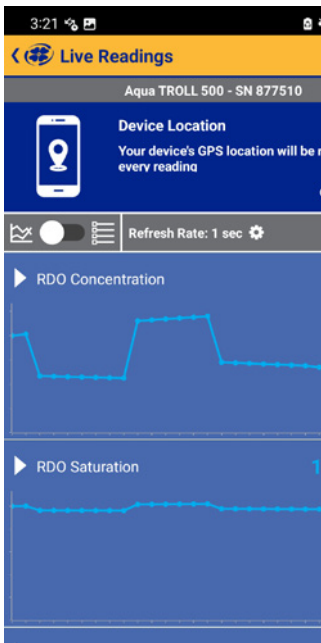 3:21
Live Readings
Aqua TROLL 500 - SN 877510
Device Location
Your device's GPS location will be
every reading
Refresh Rate: 1 sec
RDO Concentration
RDO Saturation
1